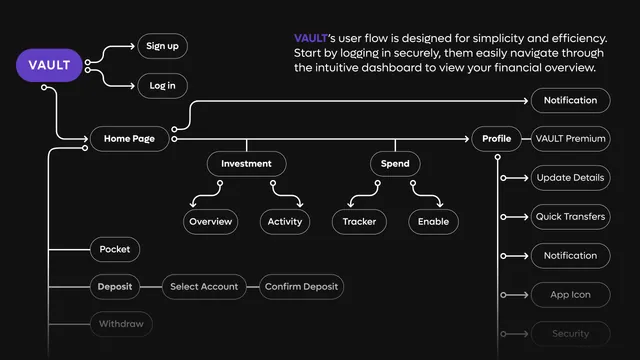 VAULT's user flow is designed for simplicity and efficiency.
Start by logging in securely, them easily navigate through
the intuitive dashboard to view your financial overview.
VAULT
Sign up
Log in
Notification
Home Page
Profile
VAULT Premium
Investment
Spend
Update Details
Overview
Activity
Tracker
Enable
Quick Transfers
Pocket
Notification
Deposit
Select Account
Confirm Deposit
App Icon
Withdraw
Security